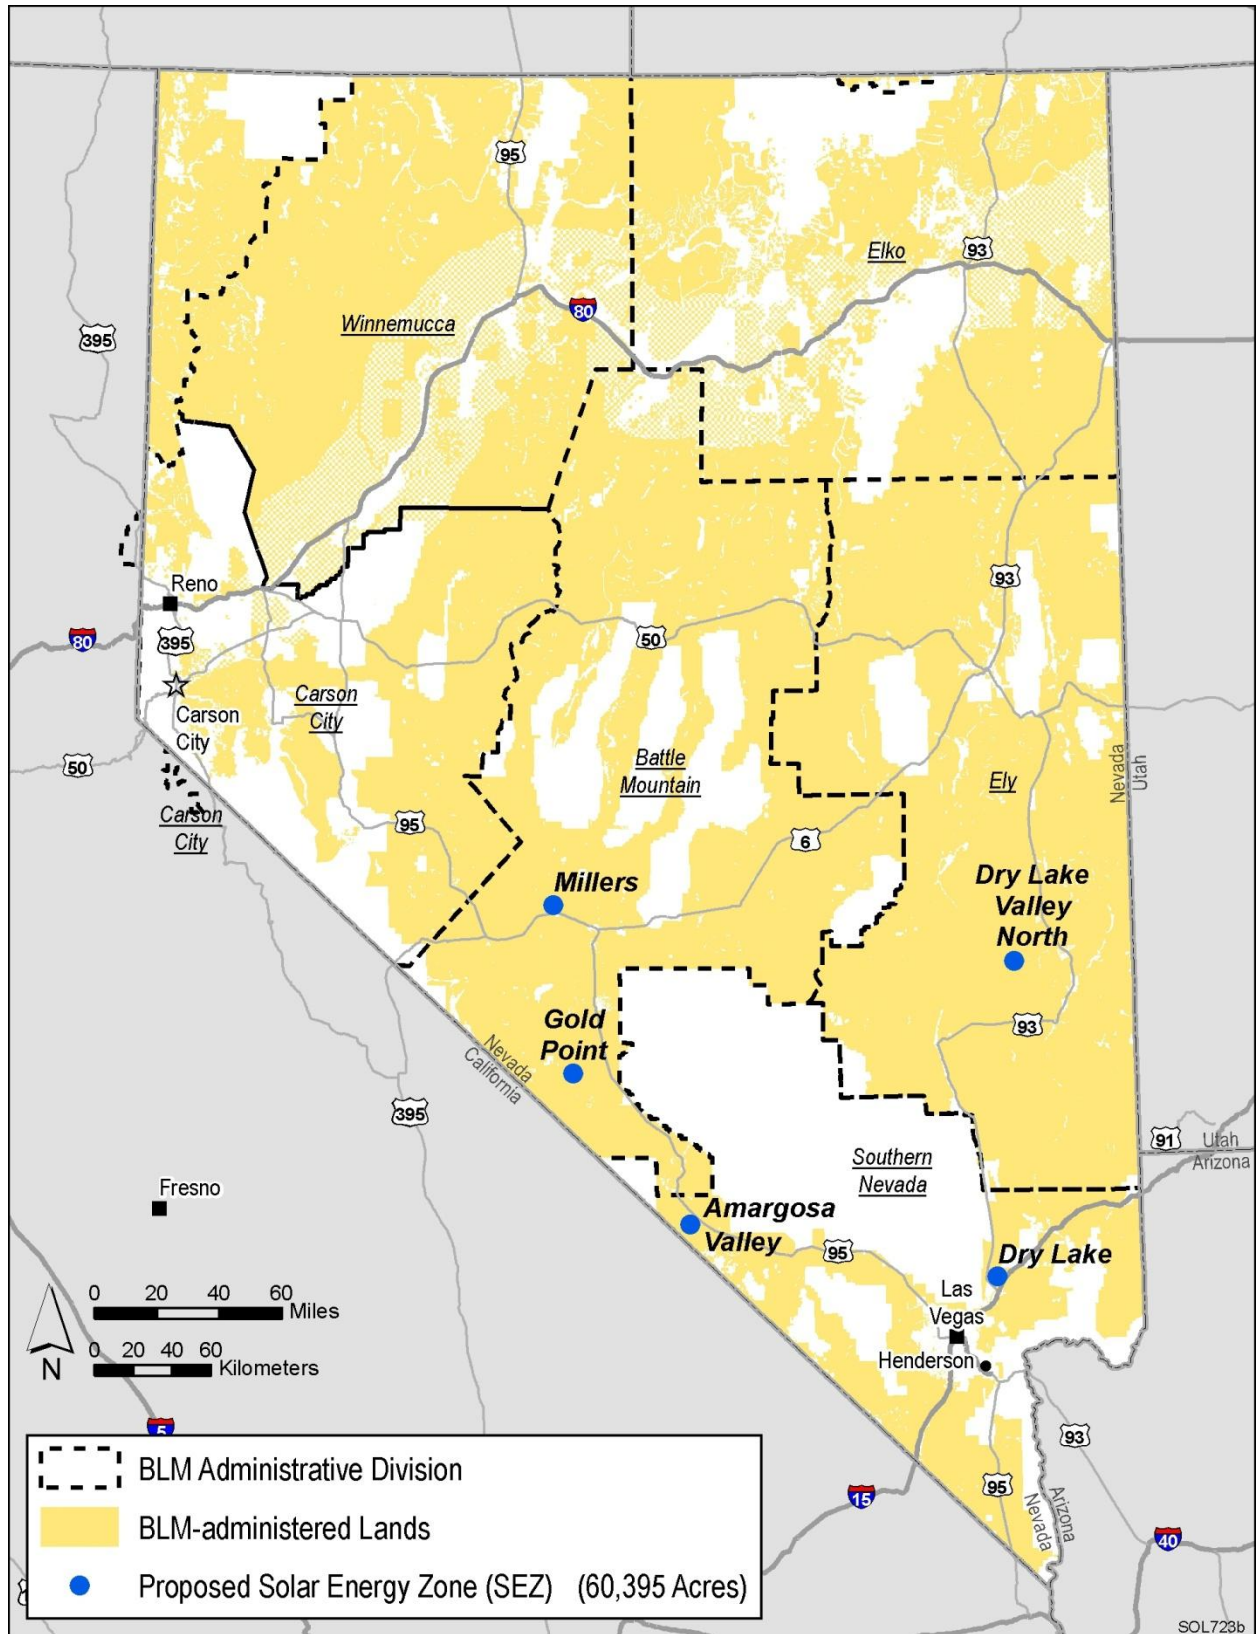 95
93
Elko
80
Winnemucca
395
Reno
80
395
50
93
Carson
City
Carson
City
Nevada
Utah
50
Battle
Mountain
Ely
Carson
City
95
6
Millers
Dry Lake
Valley
North
Gold
Point
Nevada
California
93
395
91
Utah
Arizona
Southern
Nevada
Fresno
Amargosa
Valley
95
Dry Lake
Las
Vegas
0 20 40 60 Miles
N
0 20 40 60 Kilometers
Henderson
5
93
95
15
Arizona
Nevada
40
BLM Administrative Division
BLM-administered Lands
Proposed Solar Energy Zone (SEZ) (60,395 Acres)
SOL723b